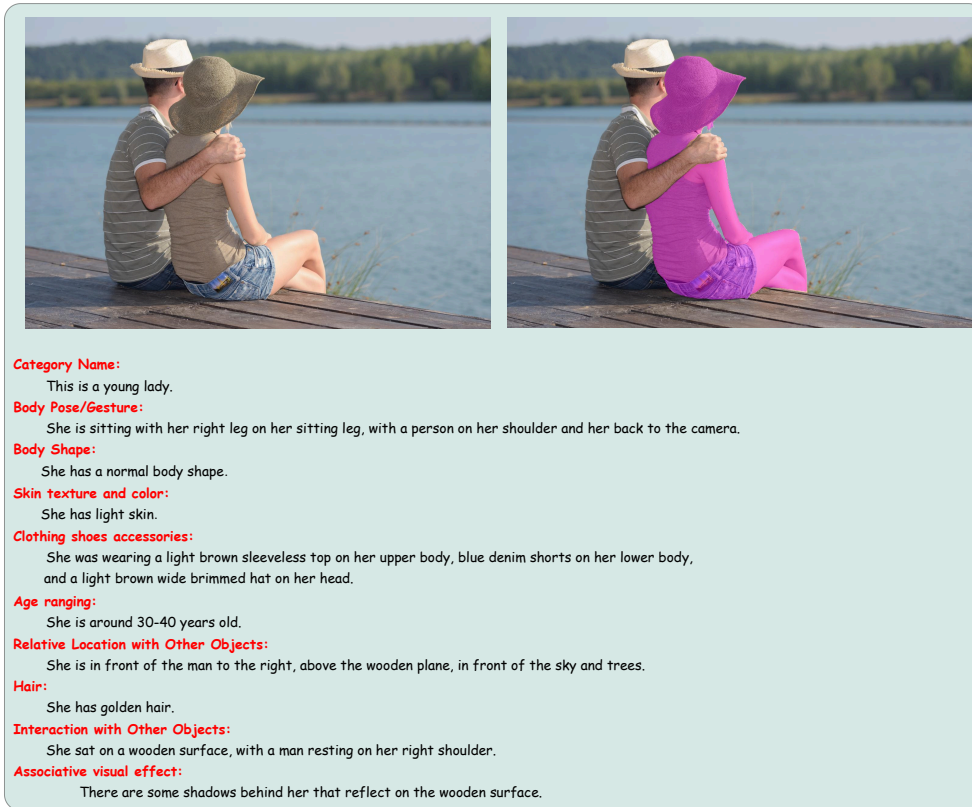 Category Name:
This is a young lady.
Body Pose/Gesture:
She is sitting with her right leg on her sitting leg, with a person on her shoulder and her back to the camera.
Body Shape:
She has a normal body shape.
Skin texture and color:
She has light skin.
Clothing shoes accessories:
She was wearing a light brown sleeveless top on her upper body, blue denim shorts on her lower body,
and a light brown wide brimmed hat on her head.
Age ranging:
She is around 30-40 years old.
Relative Location with Other Objects:
She is in front of the man to the right, above the wooden plane, in front of the sky and trees.
Hair:
She has golden hair.
Interaction with Other Objects:
She sat on a wooden surface, with a man resting on her right shoulder.
Associative visual effect:
There are some shadows behind her that reflect on the wooden surface.